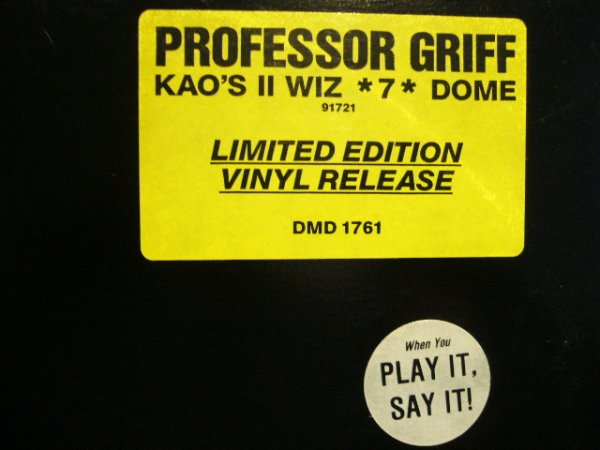 PROFESSOR GRIFF
KAO'S II WIZ *7* DOME
91721
LIMITED EDITION
VINYL RELEASE
DMD 1761
When You
PLAY IT,
SAY IT!